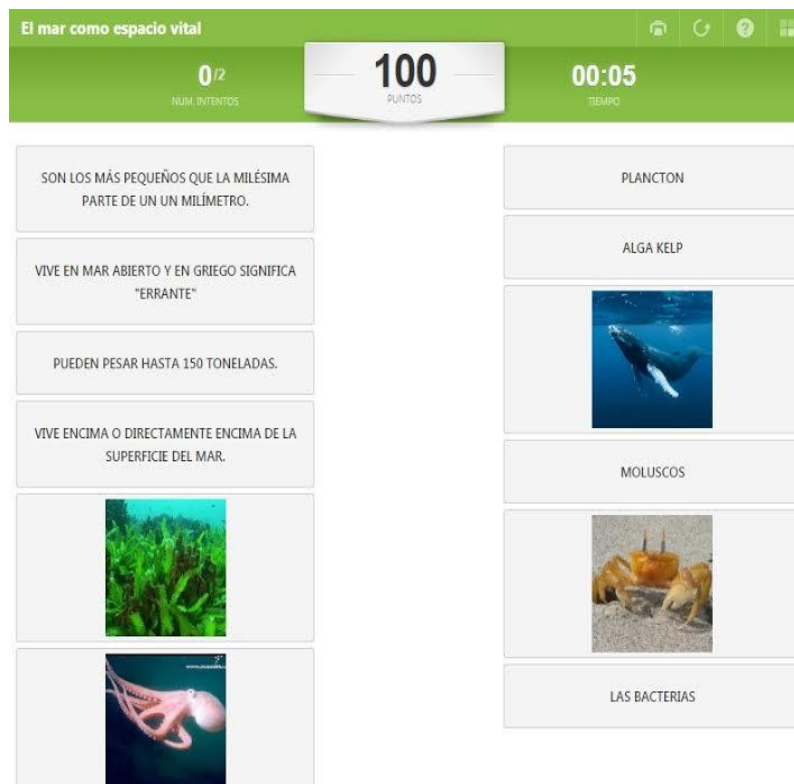 El mar como espacio vital
0/2
NUM. INTENTOS
100
PUNTOS
00:05
TIEMPO
SON LOS MÁS PEQUEÑOS QUE LA MILÉSIMA
PARTE DE UN UN MILÍMETRO.
VIVE EN MAR ABIERTO Y EN GRIEGO SIGNIFICA
"ERRANTE"
PUEDEN PESAR HASTA 150 TONELADAS.
VIVE ENCIMA O DIRECTAMENTE ENCIMA DE LA
SUPERFICIE DEL MAR.
PLANCTON
ALGA KELP
MOLUSCOS
LAS BACTERIAS